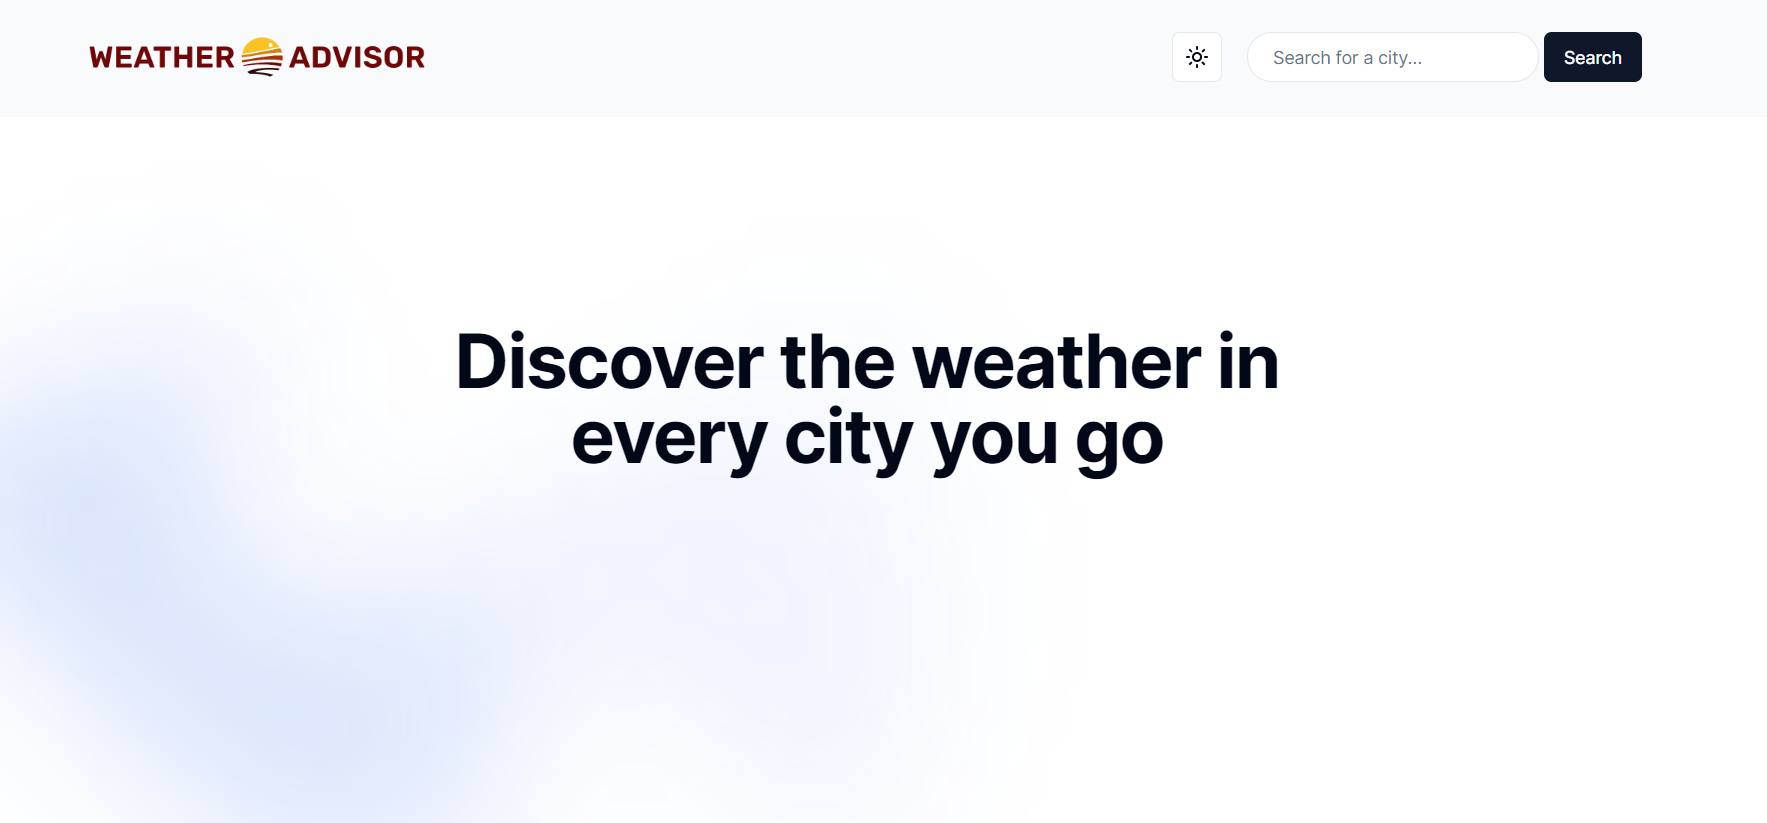 WEATHER ADVISOR
Search for a city...
Search
Discover the weather in
every city you go